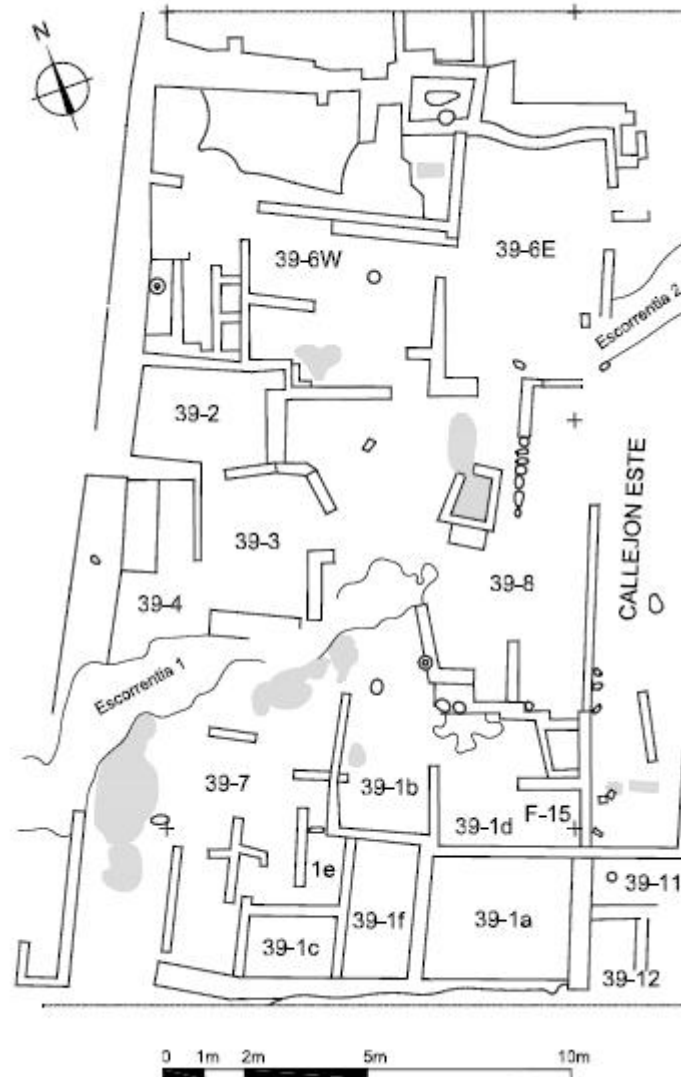 N
39-6W
39-6E
Escorrentia 2
39-2
CALLEJON ESTE
39-3
39-8
39-4
Escorrentia 1
39-7
39-1b
39-1d
F-15
1e
39-11
39-1f
39-1a
39-1c
39-12
0 1m 2m 5m 10m